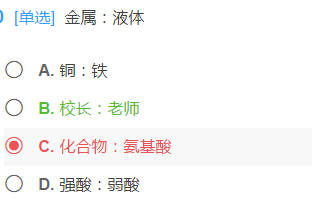 [单选] 金属：液体
A. 铜：铁
B. 校长：老师
C. 化合物：氨基酸
D. 强酸：弱酸